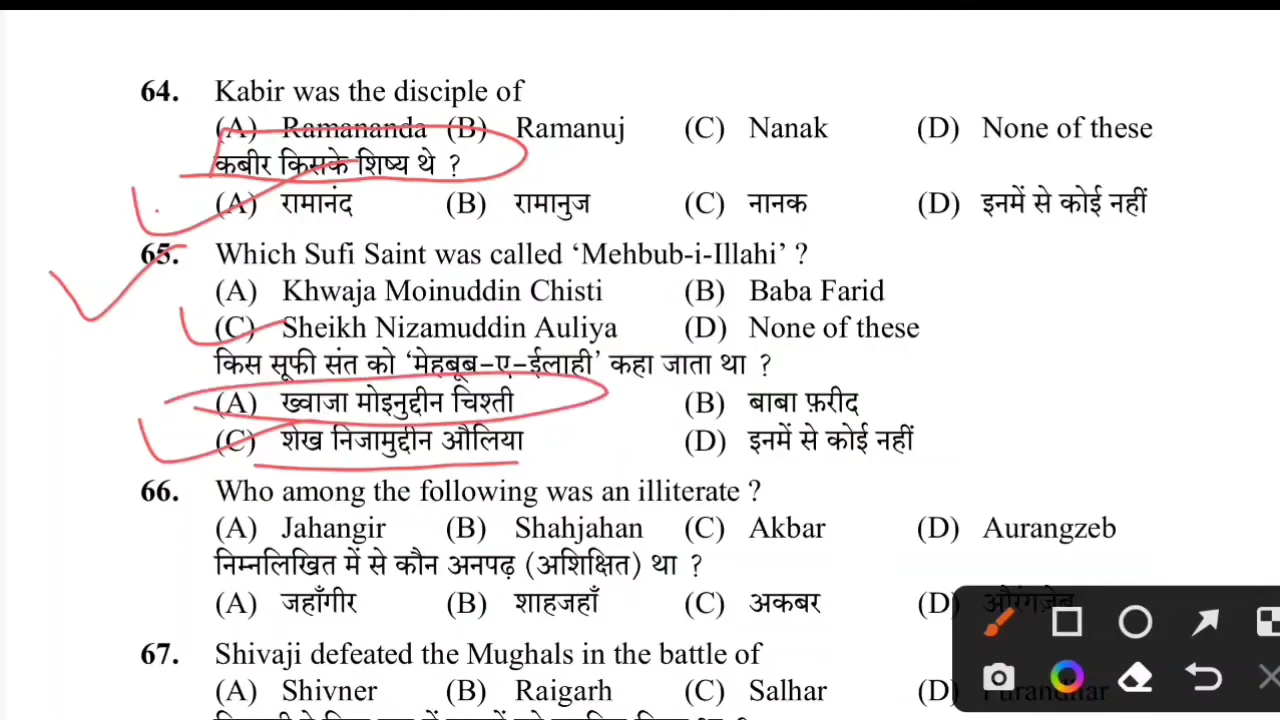 64. Kabir was the disciple of
(A) Ramananda (B) Ramanuj (C) Nanak (D) None of these
कबीर किसके शिष्य थे ?
(A) रामानंद (B) रामानुज (C) नानक (D) इनमें से कोई नहीं
65. Which Sufi Saint was called ‘Mehbub-i-Illahi’ ?
(A) Khwaja Moinuddin Chisti (B) Baba Farid
(C) Sheikh Nizamuddin Auliya (D) None of these
किस सूफी संत को ‘मेहबूब-ए-ईलाही’ कहा जाता था ?
(A) ख्वाजा मोइनुद्दीन चिश्ती (B) बाबा फ़रीद
(C) शेख निजामुद्दीन औलिया (D) इनमें से कोई नहीं
66. Who among the following was an illiterate ?
(A) Jahangir (B) Shahjahan (C) Akbar (D) Aurangzeb
निम्नलिखित में से कौन अनपढ़ (अशिक्षित) था ?
(A) जहाँगीर (B) शाहजहाँ (C) अकबर (D) औरंगज़ेब
67. Shivaji defeated the Mughals in the battle of
(A) Shivner (B) Raigarh (C) Salhar (D) Purandhar